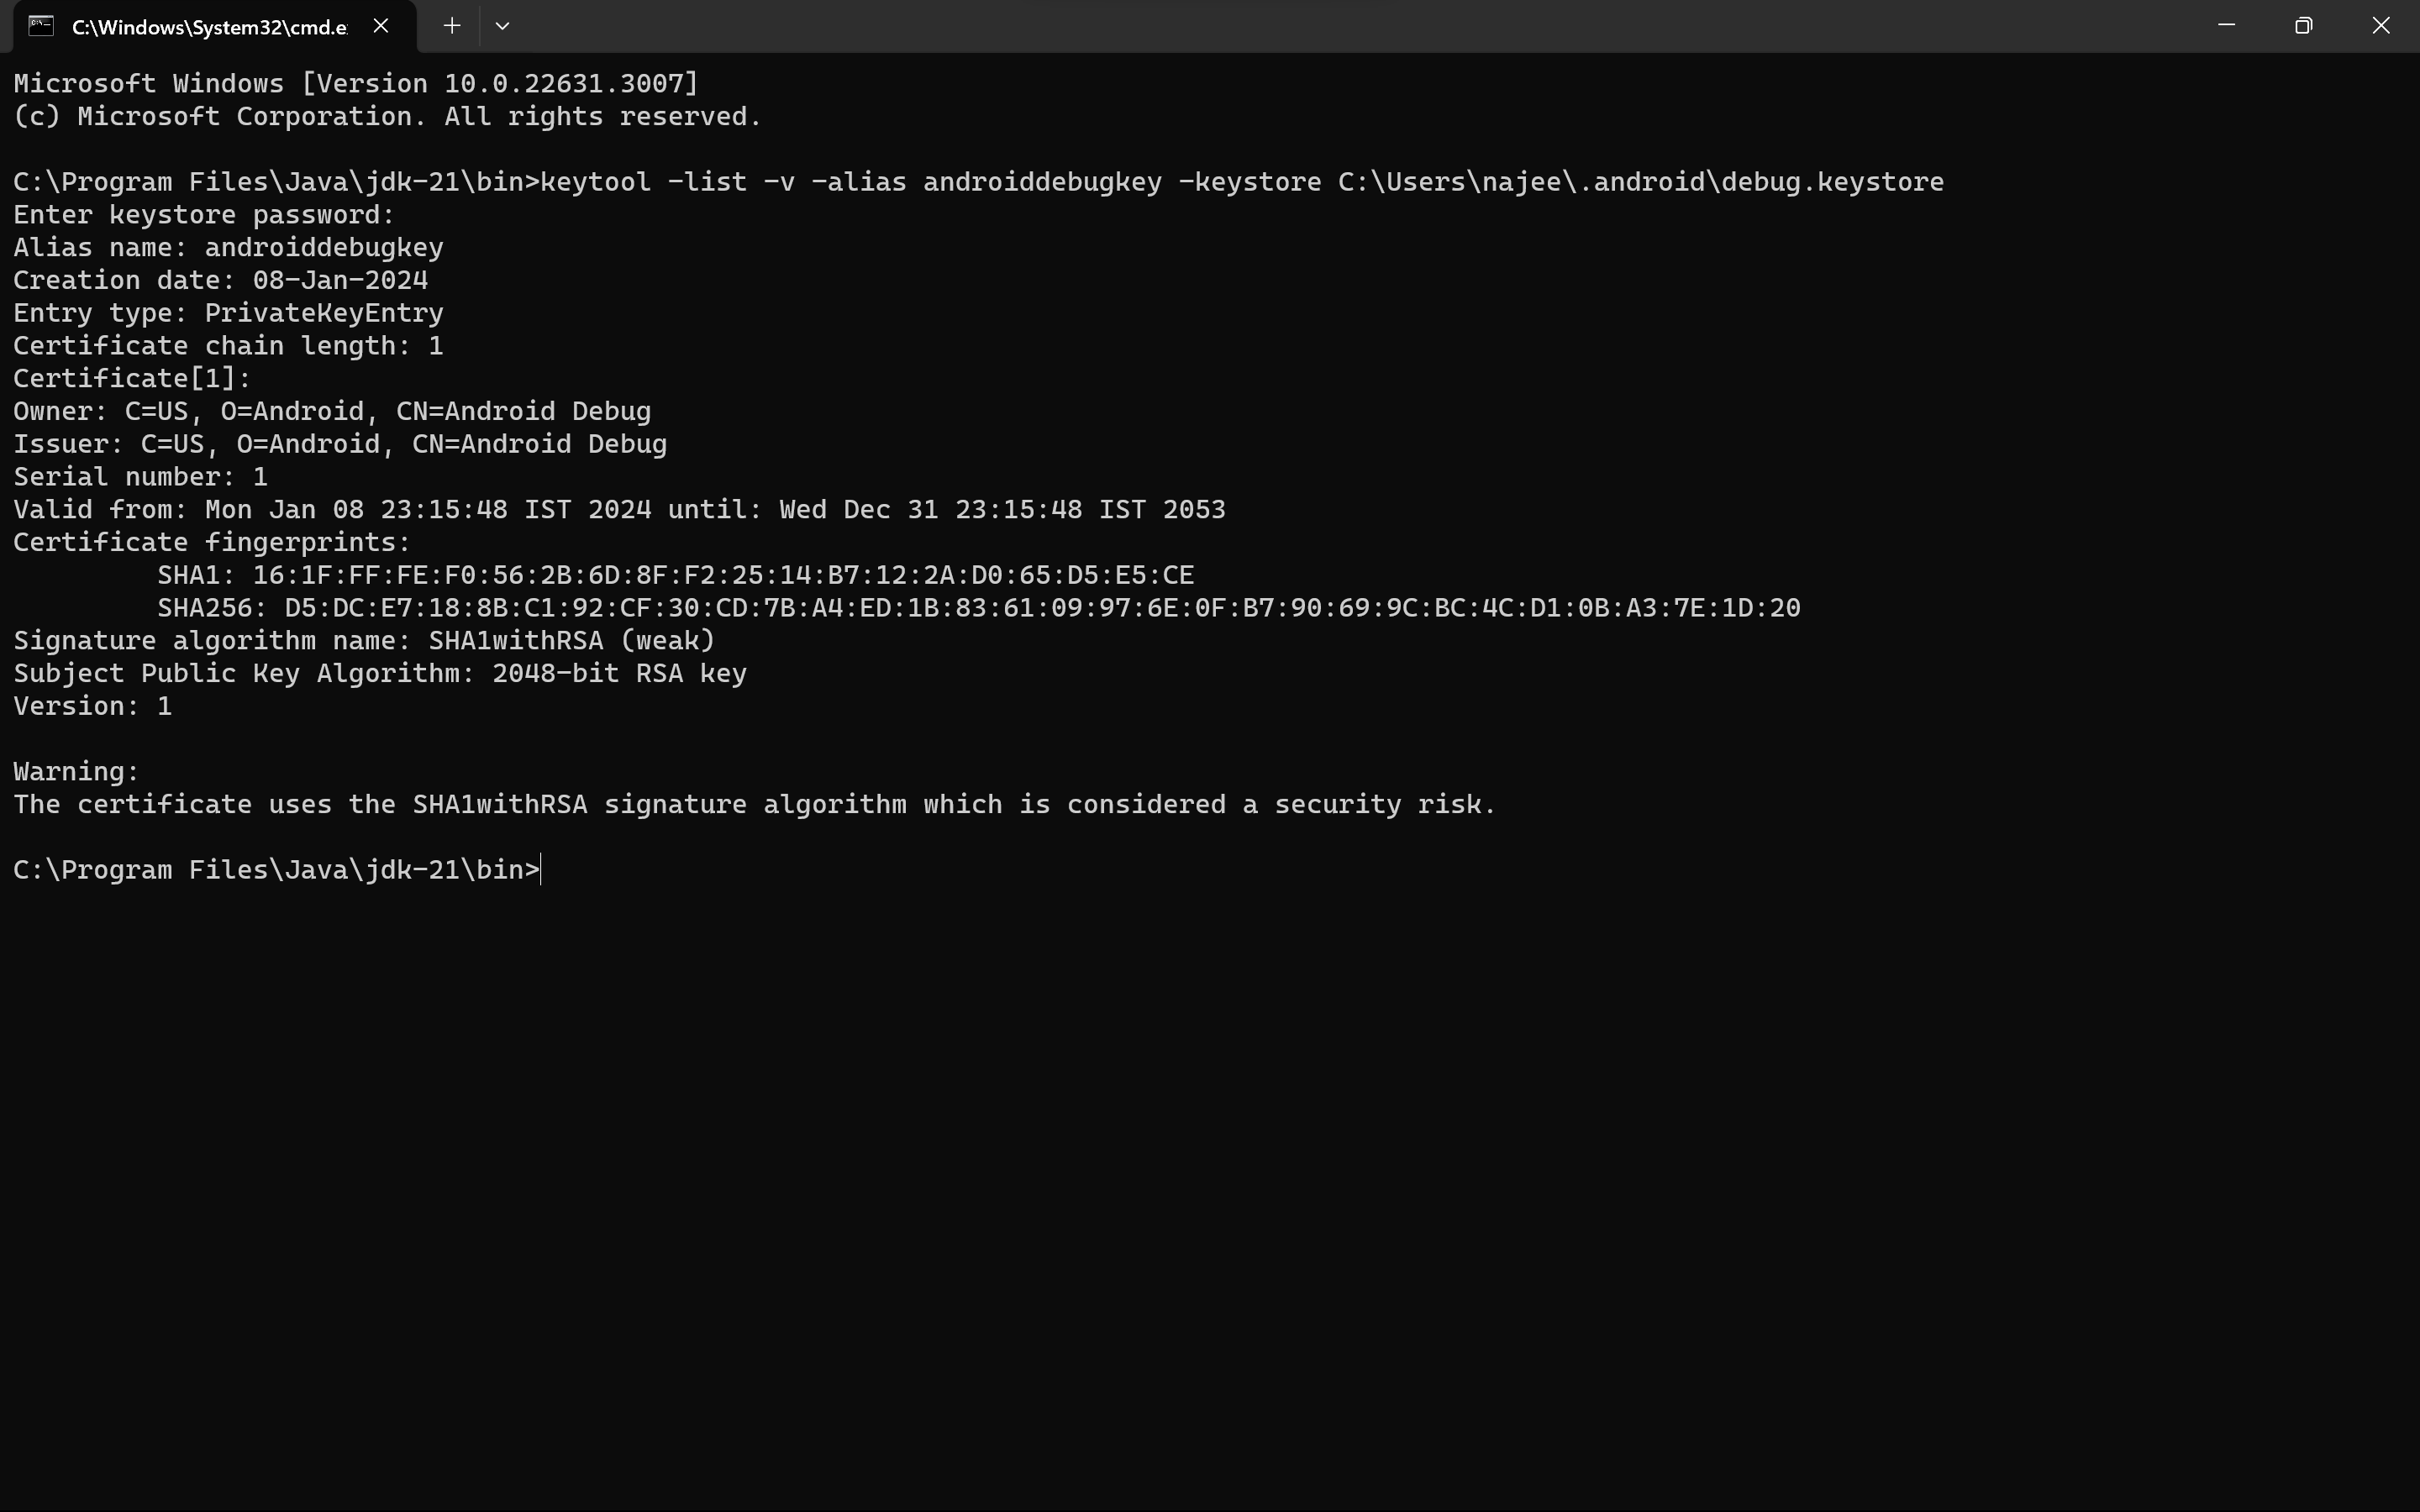 C:\Windows\System32\cmd.e
Microsoft Windows [Version 10.0.22631.3007]
(c) Microsoft Corporation. All rights reserved.
C:\Program Files\Java\jdk-21\bin>keytool -list -v -alias androiddebugkey -keystore C:\Users\najee\.android\debug.keystore
Enter keystore password:
Alias name: androiddebugkey
Creation date: 08-Jan-2024
Entry type: PrivateKeyEntry
Certificate chain length: 1
Certificate[1]:
Owner: C=US, O=Android, CN=Android Debug
Issuer: C=US, O=Android, CN=Android Debug
Serial number: 1
Valid from: Mon Jan 08 23:15:48 IST 2024 until: Wed Dec 31 23:15:48 IST 2053
Certificate fingerprints:
SHA1: 16:1F:FF:FE:F0:56:2B:6D:8F:F2:25:14:B7:12:2A:D0:65:D5:E5:CE
SHA256: D5:DC:E7:18:8B:C1:92:CF:30:CD:7B:A4:ED:1B:83:61:09:97:6E:0F:B7:90:69:9C:BC:4C:D1:0B:A3:7E:1D:20
Signature algorithm name: SHA1withRSA (weak)
Subject Public Key Algorithm: 2048-bit RSA key
Version: 1
Warning:
The certificate uses the SHA1withRSA signature algorithm which is considered a security risk.
C:\Program Files\Java\jdk-21\bin>